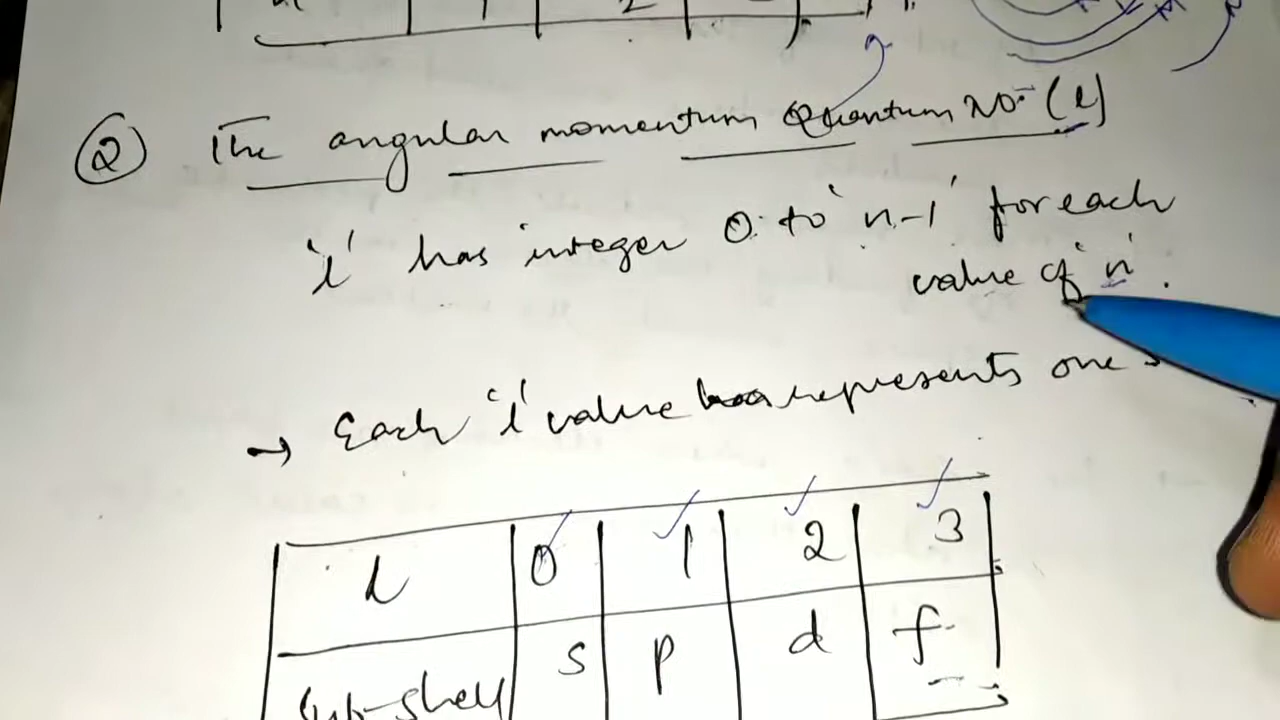 ② The angular momentum Quantum No. (l)
'l' has integer 0 to 'n-1' for each
value of 'n'.
→ Each 'l' value represents one
l 0 1 2 3
Sub-shell s p d f